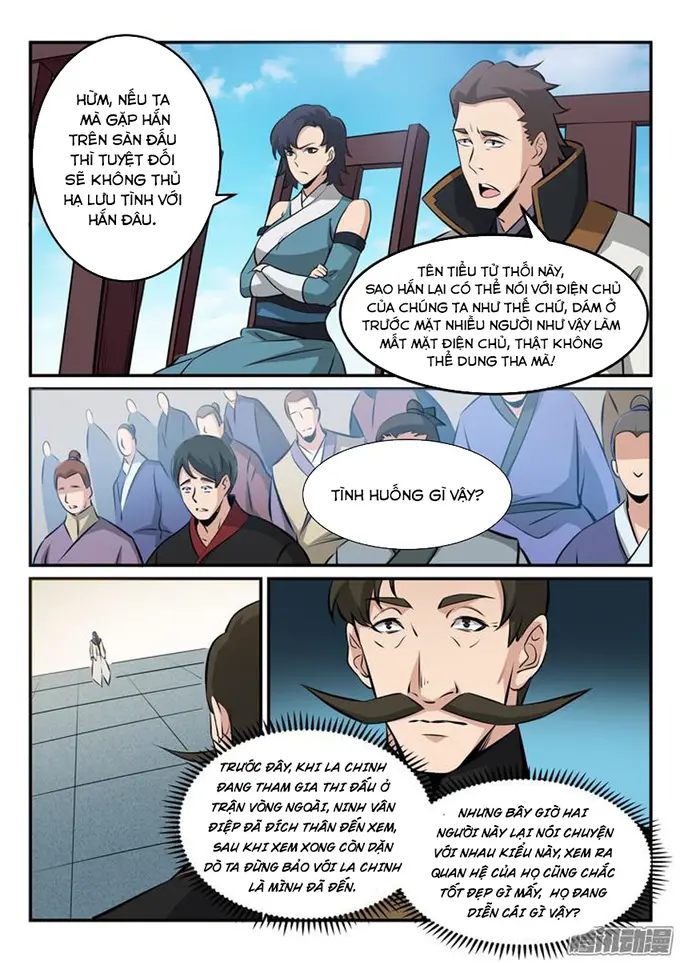 HỪM, NẾU TA
MÀ GẶP HẮN
TRÊN SÀN ĐẤU
THÌ TUYỆT ĐỐI
SẼ KHÔNG THỦ
HẠ LƯU TÌNH VỚI
HẮN ĐÂU.
TÊN TIỂU TỬ THỐI NÀY,
SAO HẮN LẠI CÓ THỂ NÓI VỚI ĐIỆN CHỦ
CỦA CHÚNG TA NHƯ THẾ CHỨ, DÁM Ở
TRƯỚC MẶT NHIỀU NGƯỜI NHƯ VẬY LÀM
MẤT MẶT ĐIỆN CHỦ, THẬT KHÔNG
THỂ DUNG THA MÀ!
TÌNH HUỐNG GÌ VẬY?
TRƯỚC ĐÂY, KHI LA CHINH
ĐANG THAM GIA THI ĐẤU Ở
TRẬN VÒNG NGOÀI, NINH VÂN
ĐIỆP ĐÃ ĐÍCH THÂN ĐẾN XEM,
SAU KHI XEM XONG CÒN DẶN
DÒ TA ĐỪNG BẢO VỚI LA CHINH
LÀ MÌNH ĐÃ ĐẾN.
NHƯNG BÂY GIỜ HAI
NGƯỜI NÀY LẠI NÓI CHUYỆN
VỚI NHAU KIỂU NÀY, XEM RA
QUAN HỆ CỦA HỌ CŨNG CHẮC
TỐT ĐẸP GÌ MẤY, HỌ ĐANG
DIỄN CÁI GÌ VẬY?
腾讯动漫